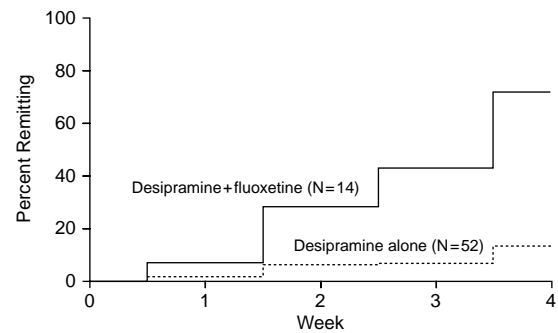 100
80
60
40
20
0
Percent Remitting
Desipramine+fluoxetine (N=14)
Desipramine alone (N=52)
0 1 2 3 4
Week